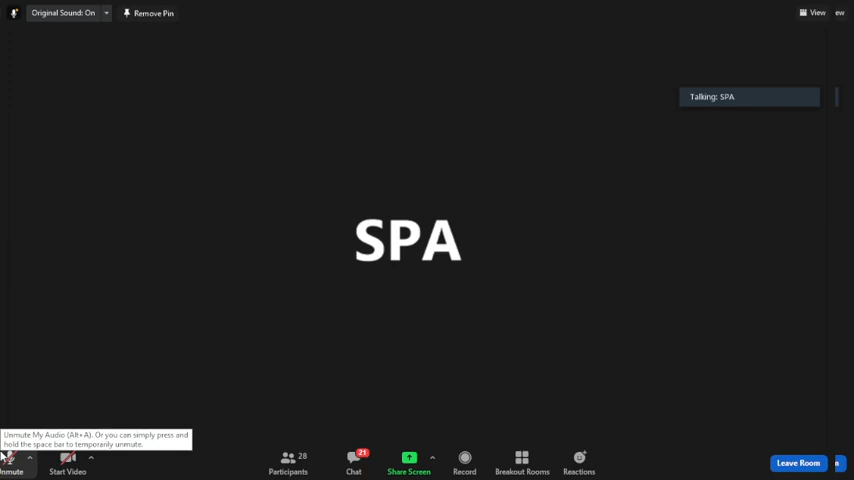 Original Sound: On
Remove Pin
View
ew
Talking: SPA
SPA
Unmute My Audio (Alt+A). Or you can simply press and
hold the space bar to temporarily unmute.
28
21
nmute
Start Video
Participants
Chat
Share Screen
Record
Breakout Rooms
Reactions
Leave Room
m